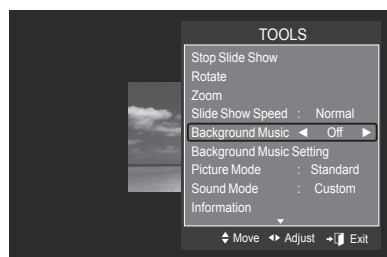 TOOLS
Stop Slide Show
Rotate
Zoom
Slide Show Speed : Normal
Background Music ◄ Off ►
Background Music Setting
Picture Mode : Standard
Sound Mode : Custom
Information
Move Adjust Exit